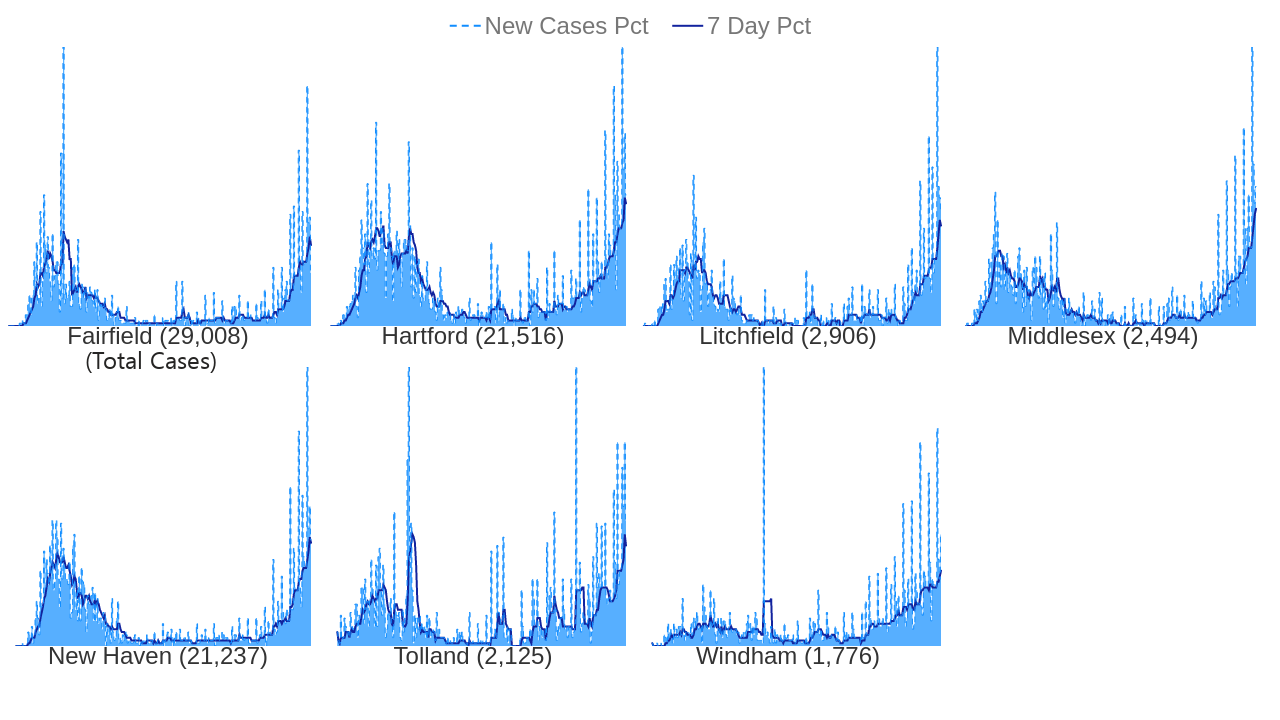 New Cases Pct 7 Day Pct
Fairfield (29,008) Hartford (21,516) Litchfield (2,906) Middlesex (2,494)
(Total Cases)
New Haven (21,237) Tolland (2,125) Windham (1,776)